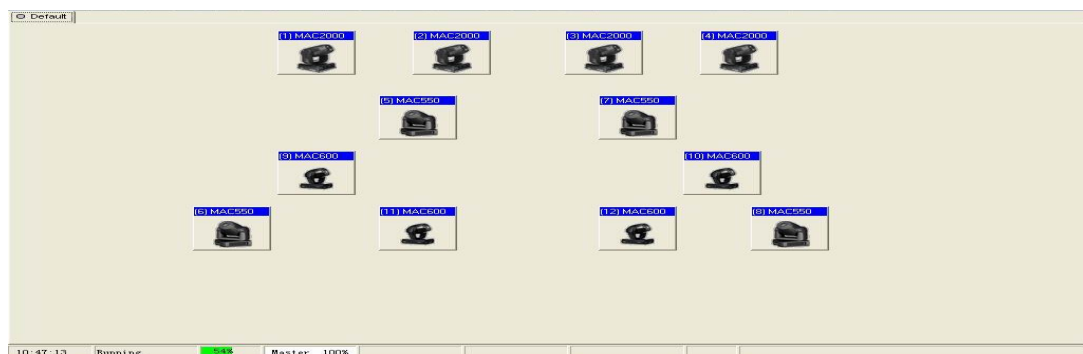 Default
(1) MAC2000 (2) MAC2000 (3) MAC2000 (4) MAC2000
(5) MAC550 (7) MAC550
(9) MAC600 (10) MAC600
(6) MAC550 (11) MAC600 (12) MAC600 (8) MAC550
10:47:13 Running 54% Master 100%